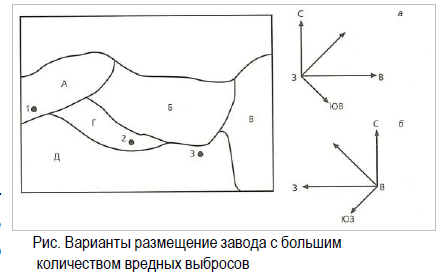 С а
А
1 Б З В
Г В ЮВ
2 С б
Д 3
З В
ЮЗ
Рис. Варианты размещение завода с большим
количеством вредных выбросов